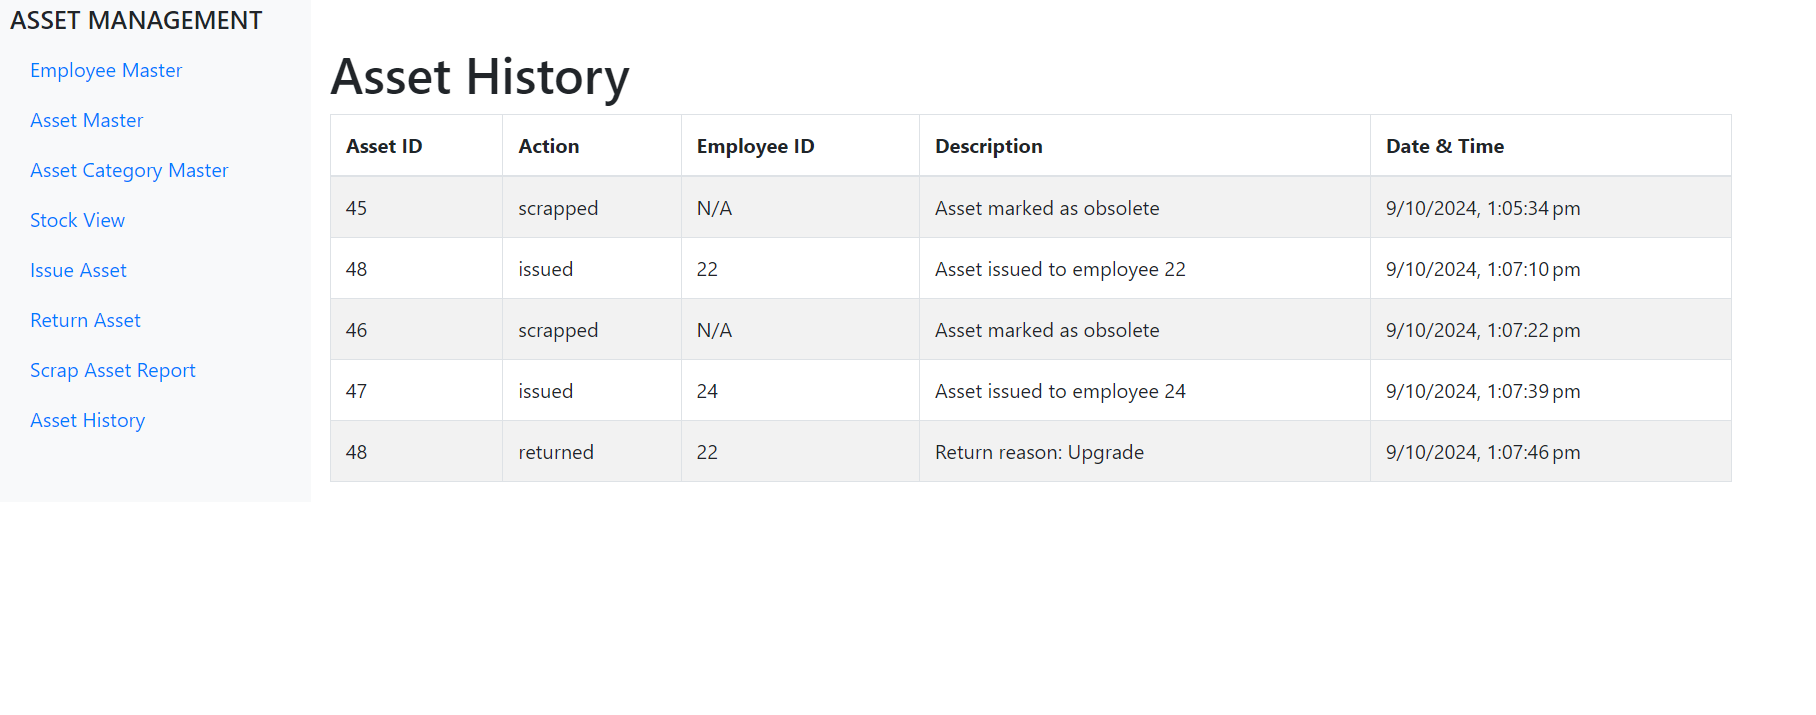 ASSET MANAGEMENT
Employee Master
Asset Master
Asset Category Master
Stock View
Issue Asset
Return Asset
Scrap Asset Report
Asset History
Asset History
Asset ID Action Employee ID Description Date & Time
45 scrapped N/A Asset marked as obsolete 9/10/2024, 1:05:34 pm
48 issued 22 Asset issued to employee 22 9/10/2024, 1:07:10 pm
46 scrapped N/A Asset marked as obsolete 9/10/2024, 1:07:22 pm
47 issued 24 Asset issued to employee 24 9/10/2024, 1:07:39 pm
48 returned 22 Return reason: Upgrade 9/10/2024, 1:07:46 pm